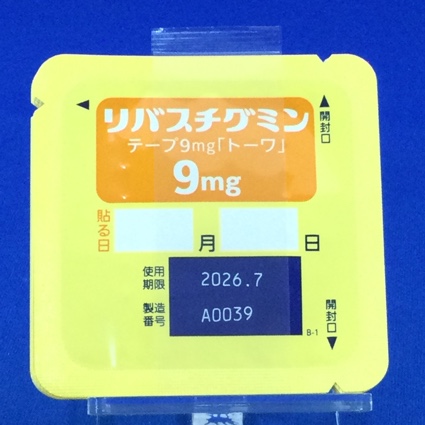 リバスチグミン
テープ9mg「トーワ」
9mg
開封口
貼る日
月
日
使用期限
2026.7
製造番号
A0039
開封口
B-1